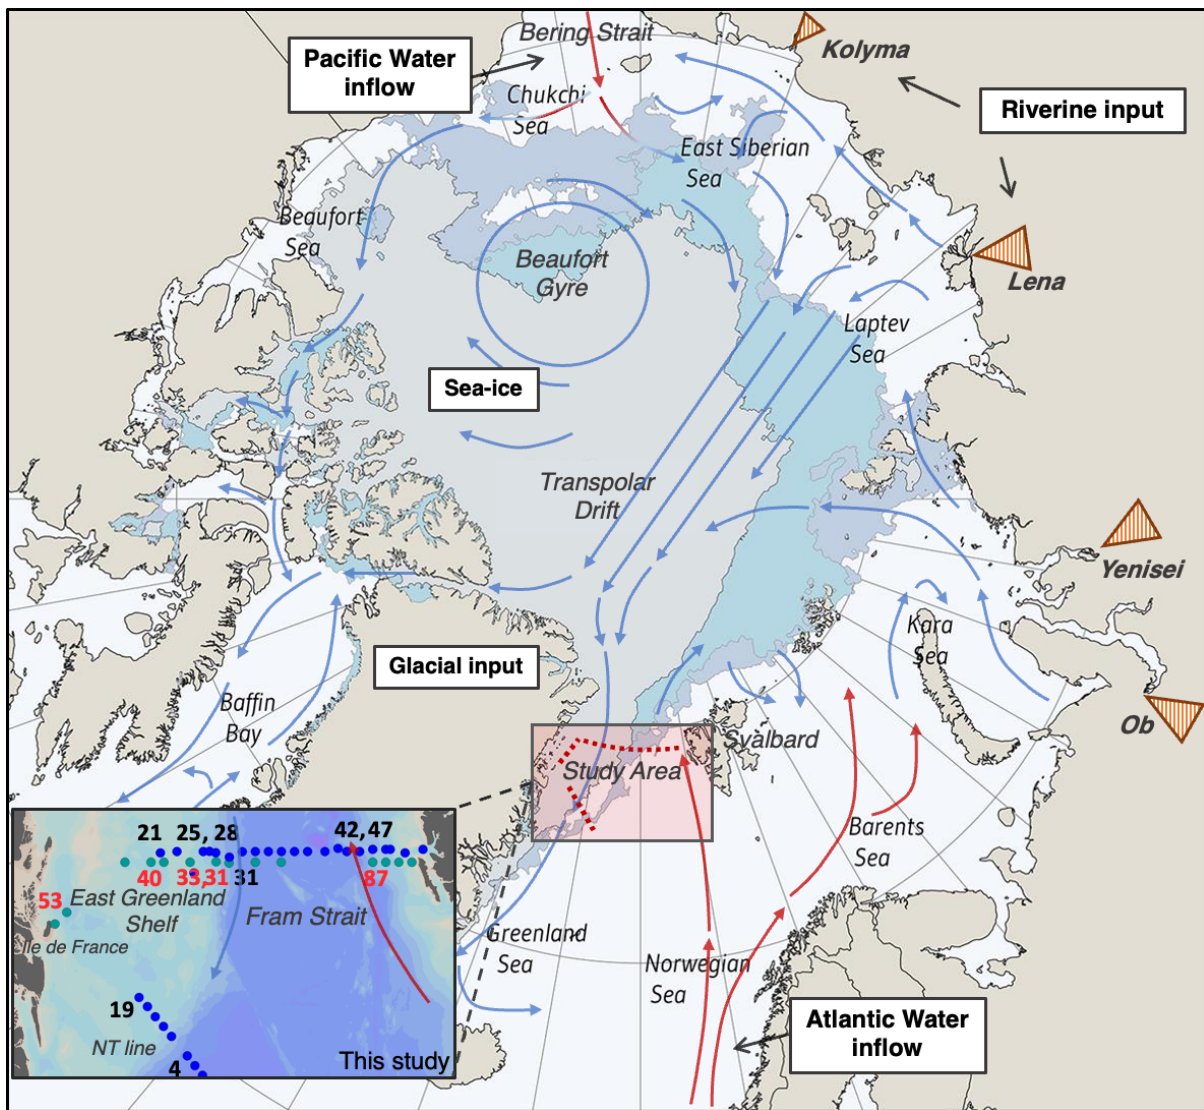 Bering Strait
Kolyma
Pacific Water
inflow
Chukchi
Sea
Riverine input
East Siberian
Sea
Beaufort
Sea
Beaufort
Gyre
Lena
Laptev
Sea
Sea-ice
Transpolar
Drift
Yenisei
Kara
Sea
Glacial input
Baffin
Bay
Ob
Svalbard
Study Area
Barents
Sea
21 25, 28 42,47
40 33,31 31 87
53 East Greenland
Shelf
Fram Strait
Ile de France
19
NT line
4 This study
Greenland
Sea
Norwegian
Sea
Atlantic Water
inflow